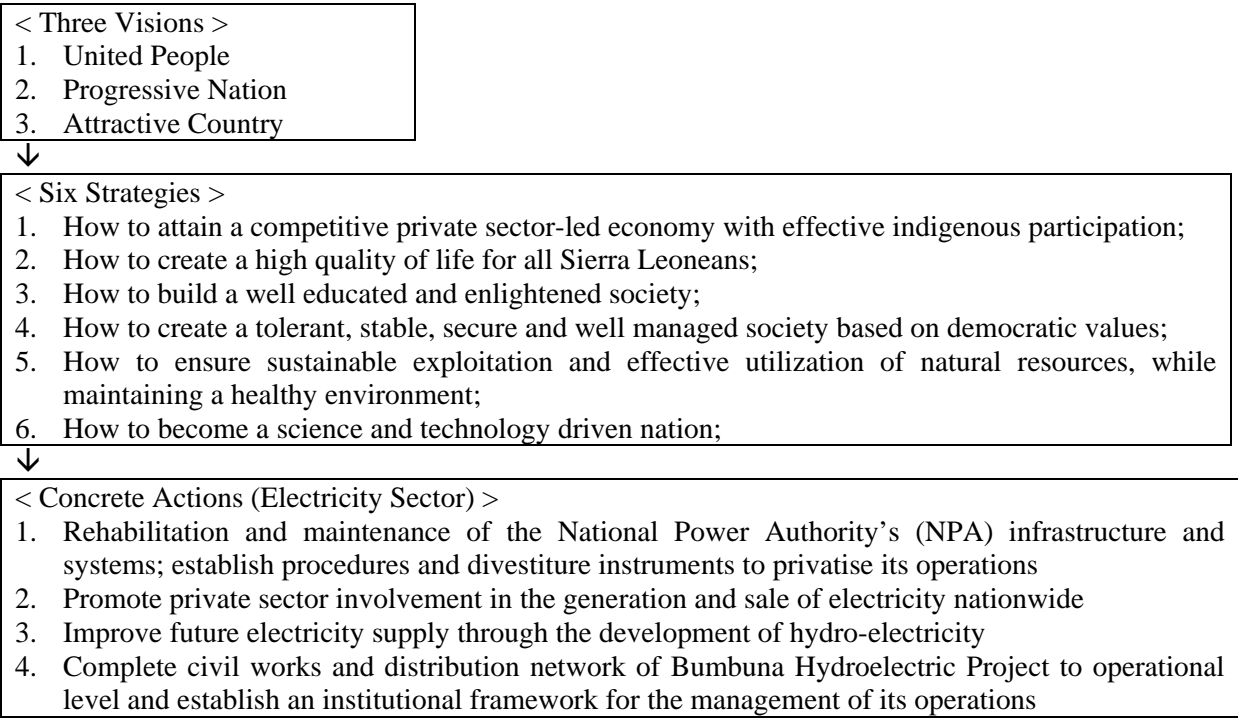 < Three Visions >
1. United People
2. Progressive Nation
3. Attractive Country
↓
< Six Strategies >
1. How to attain a competitive private sector-led economy with effective indigenous participation;
2. How to create a high quality of life for all Sierra Leoneans;
3. How to build a well educated and enlightened society;
4. How to create a tolerant, stable, secure and well managed society based on democratic values;
5. How to ensure sustainable exploitation and effective utilization of natural resources, while
maintaining a healthy environment;
6. How to become a science and technology driven nation;
↓
< Concrete Actions (Electricity Sector) >
1. Rehabilitation and maintenance of the National Power Authority’s (NPA) infrastructure and
systems; establish procedures and divestiture instruments to privatise its operations
2. Promote private sector involvement in the generation and sale of electricity nationwide
3. Improve future electricity supply through the development of hydro-electricity
4. Complete civil works and distribution network of Bumbuna Hydroelectric Project to operational
level and establish an institutional framework for the management of its operations